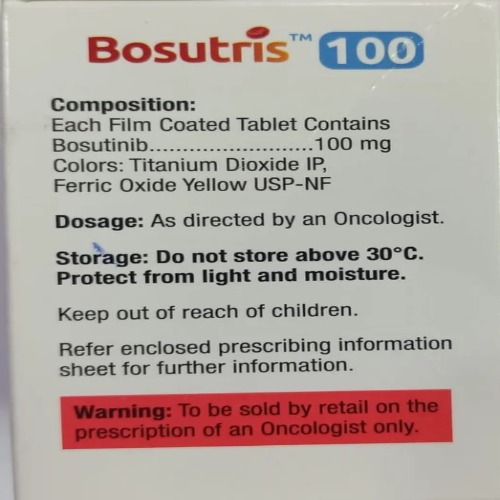 Bosutris™ 100
Composition:
Each Film Coated Tablet Contains
Bosutinib.........................100 mg
Colors: Titanium Dioxide IP,
Ferric Oxide Yellow USP-NF
Dosage: As directed by an Oncologist.
Storage: Do not store above 30°C.
Protect from light and moisture.
Keep out of reach of children.
Refer enclosed prescribing information
sheet for further information.
Warning: To be sold by retail on the
prescription of an Oncologist only.